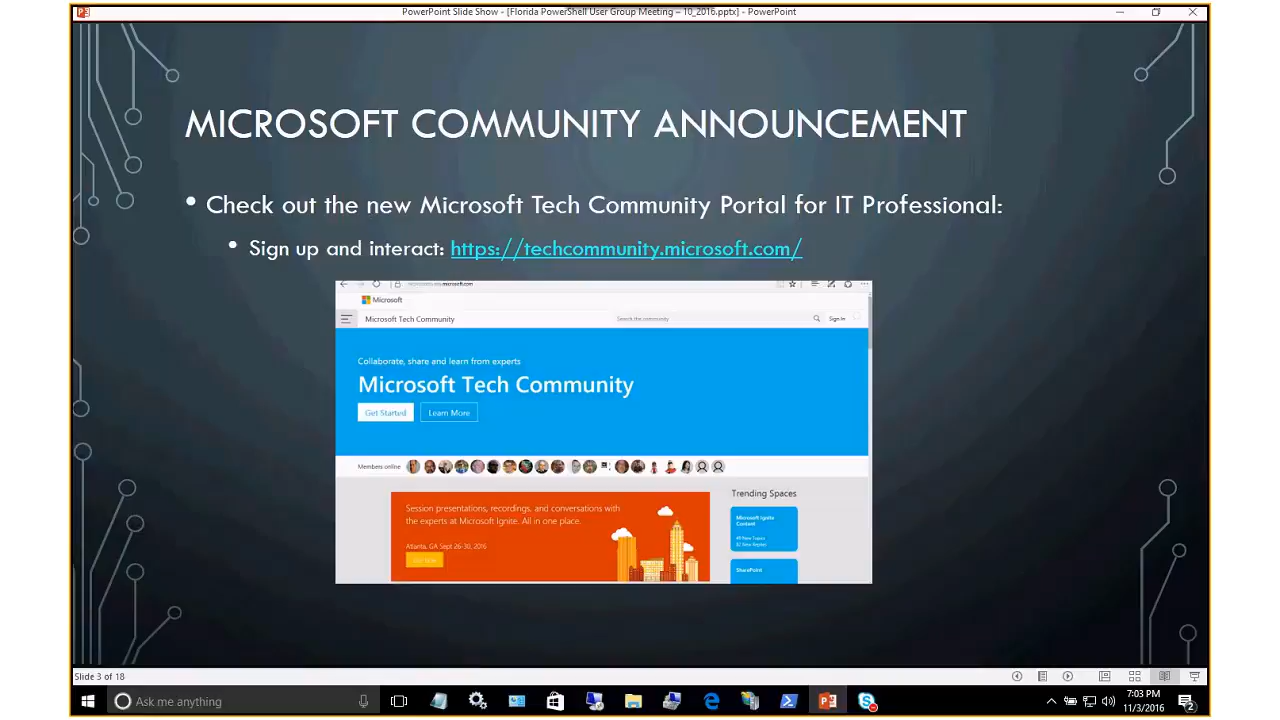 PowerPoint Slide Show - [Florida PowerShell User Group Meeting – 10_2016.pptx] - PowerPoint
MICROSOFT COMMUNITY ANNOUNCEMENT
• Check out the new Microsoft Tech Community Portal for IT Professional:
• Sign up and interact: https://techcommunity.microsoft.com/
Microsoft
Microsoft Tech Community
Search the community
Sign In
Collaborate, share and learn from experts
Microsoft Tech Community
Get Started
Learn More
Members online
Session presentations, recordings, and conversations with
the experts at Microsoft Ignite. All in one place.
Atlanta, GA Sept 26-30, 2016
Trending Spaces
Microsoft Ignite
Content
SharePoint
Slide 3 of 18
Ask me anything
7:03 PM
11/3/2016
2